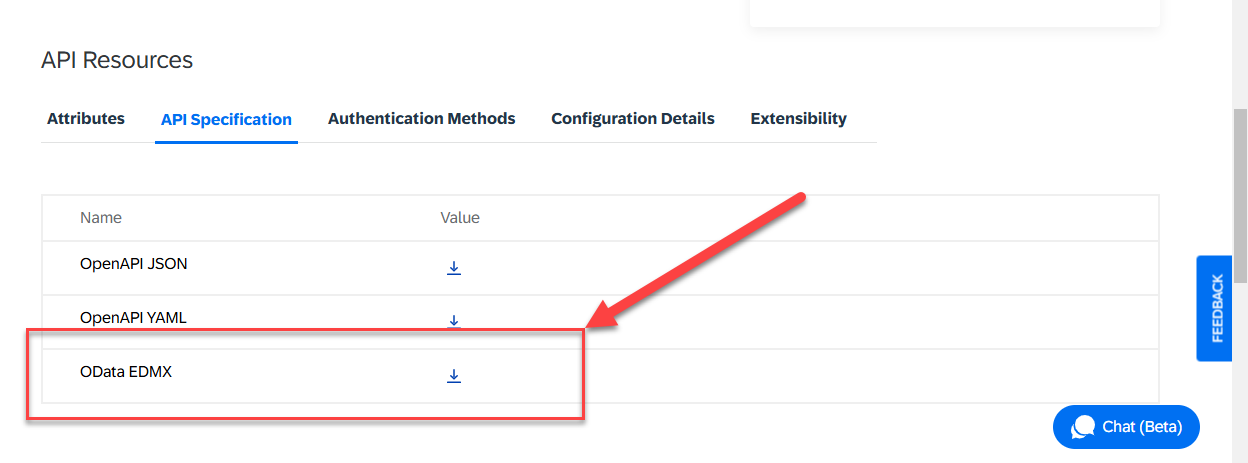 API Resources
Attributes API Specification Authentication Methods Configuration Details Extensibility
Name Value
OpenAPI JSON
OpenAPI YAML
OData EDMX
FEEDBACK
Chat (Beta)